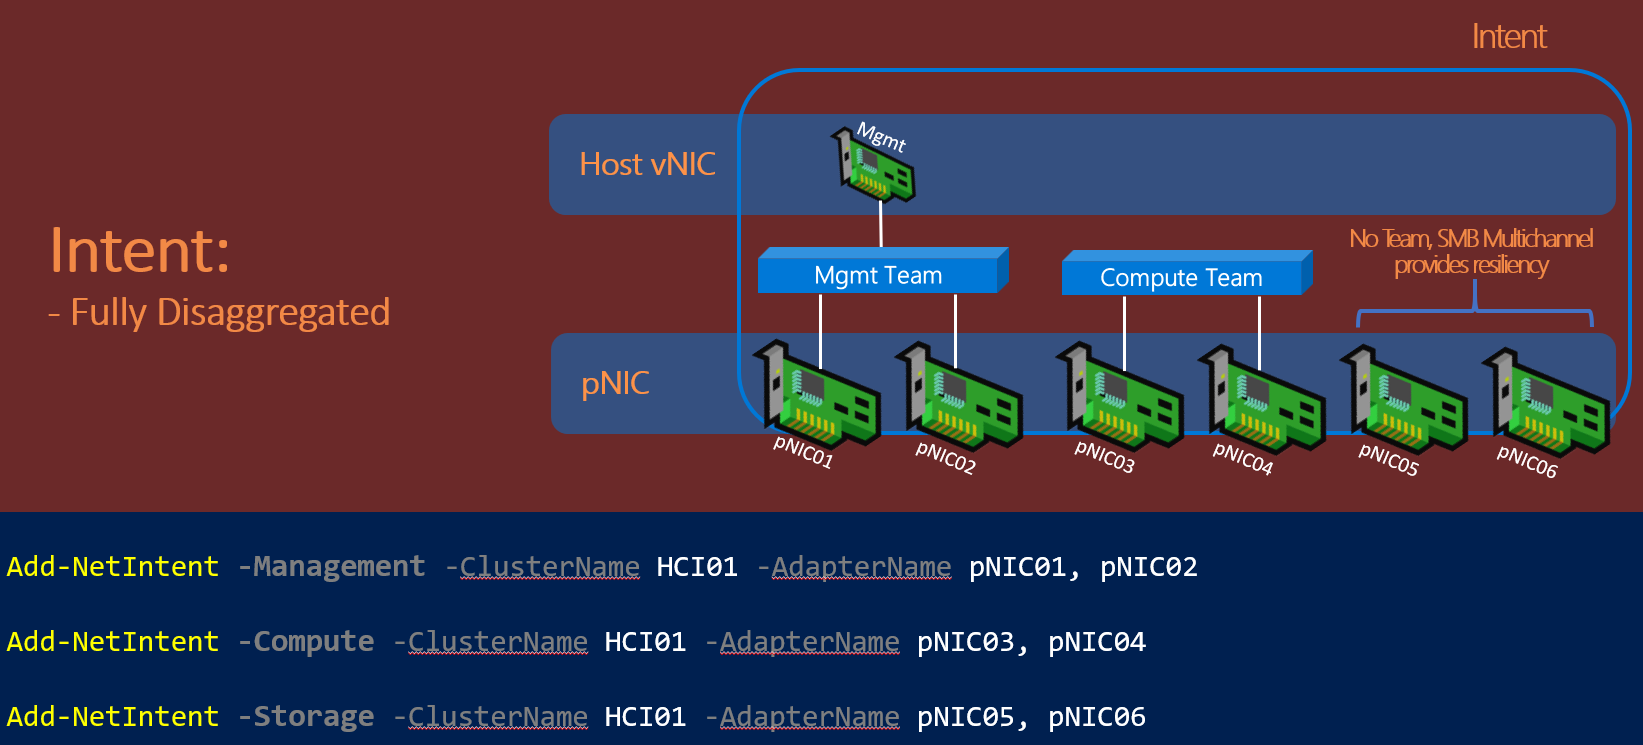 Intent
Mgmt
Host vNIC
Intent:
- Fully Disaggregated
No Team, SMB Multichannel
provides resiliency
Mgmt Team
Compute Team
pNIC
pNIC01
pNIC02
pNIC03
pNIC04
pNIC05
pNIC06
Add-NetIntent -Management -ClusterName HCI01 -AdapterName pNIC01, pNIC02
Add-NetIntent -Compute -ClusterName HCI01 -AdapterName pNIC03, pNIC04
Add-NetIntent -Storage -ClusterName HCI01 -AdapterName pNIC05, pNIC06